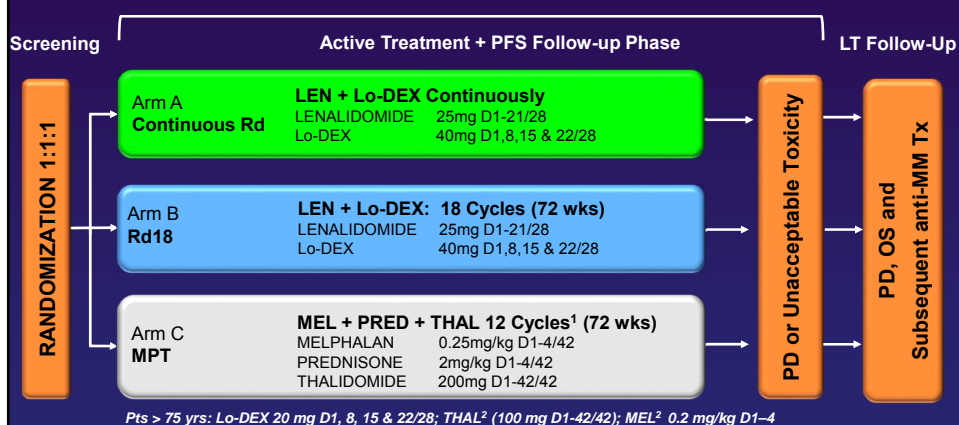 Screening
Active Treatment + PFS Follow-up Phase
LT Follow-Up
RANDOMIZATION 1:1:1
Arm A
Continuous Rd
LEN + Lo-DEX Continuously
LENALIDOMIDE 25mg D1-21/28
Lo-DEX 40mg D1,8,15 & 22/28
Arm B
Rd18
LEN + Lo-DEX: 18 Cycles (72 wks)
LENALIDOMIDE 25mg D1-21/28
Lo-DEX 40mg D1,8,15 & 22/28
Arm C
MPT
MEL + PRED + THAL 12 Cycles¹ (72 wks)
MELPHALAN 0.25mg/kg D1-4/42
PREDNISONE 2mg/kg D1-4/42
THALIDOMIDE 200mg D1-42/42
PD or Unacceptable Toxicity
PD, OS and
Subsequent anti-MM Tx
Pts > 75 yrs: Lo-DEX 20 mg D1, 8, 15 & 22/28; THAL² (100 mg D1-42/42); MEL² 0.2 mg/kg D1–4